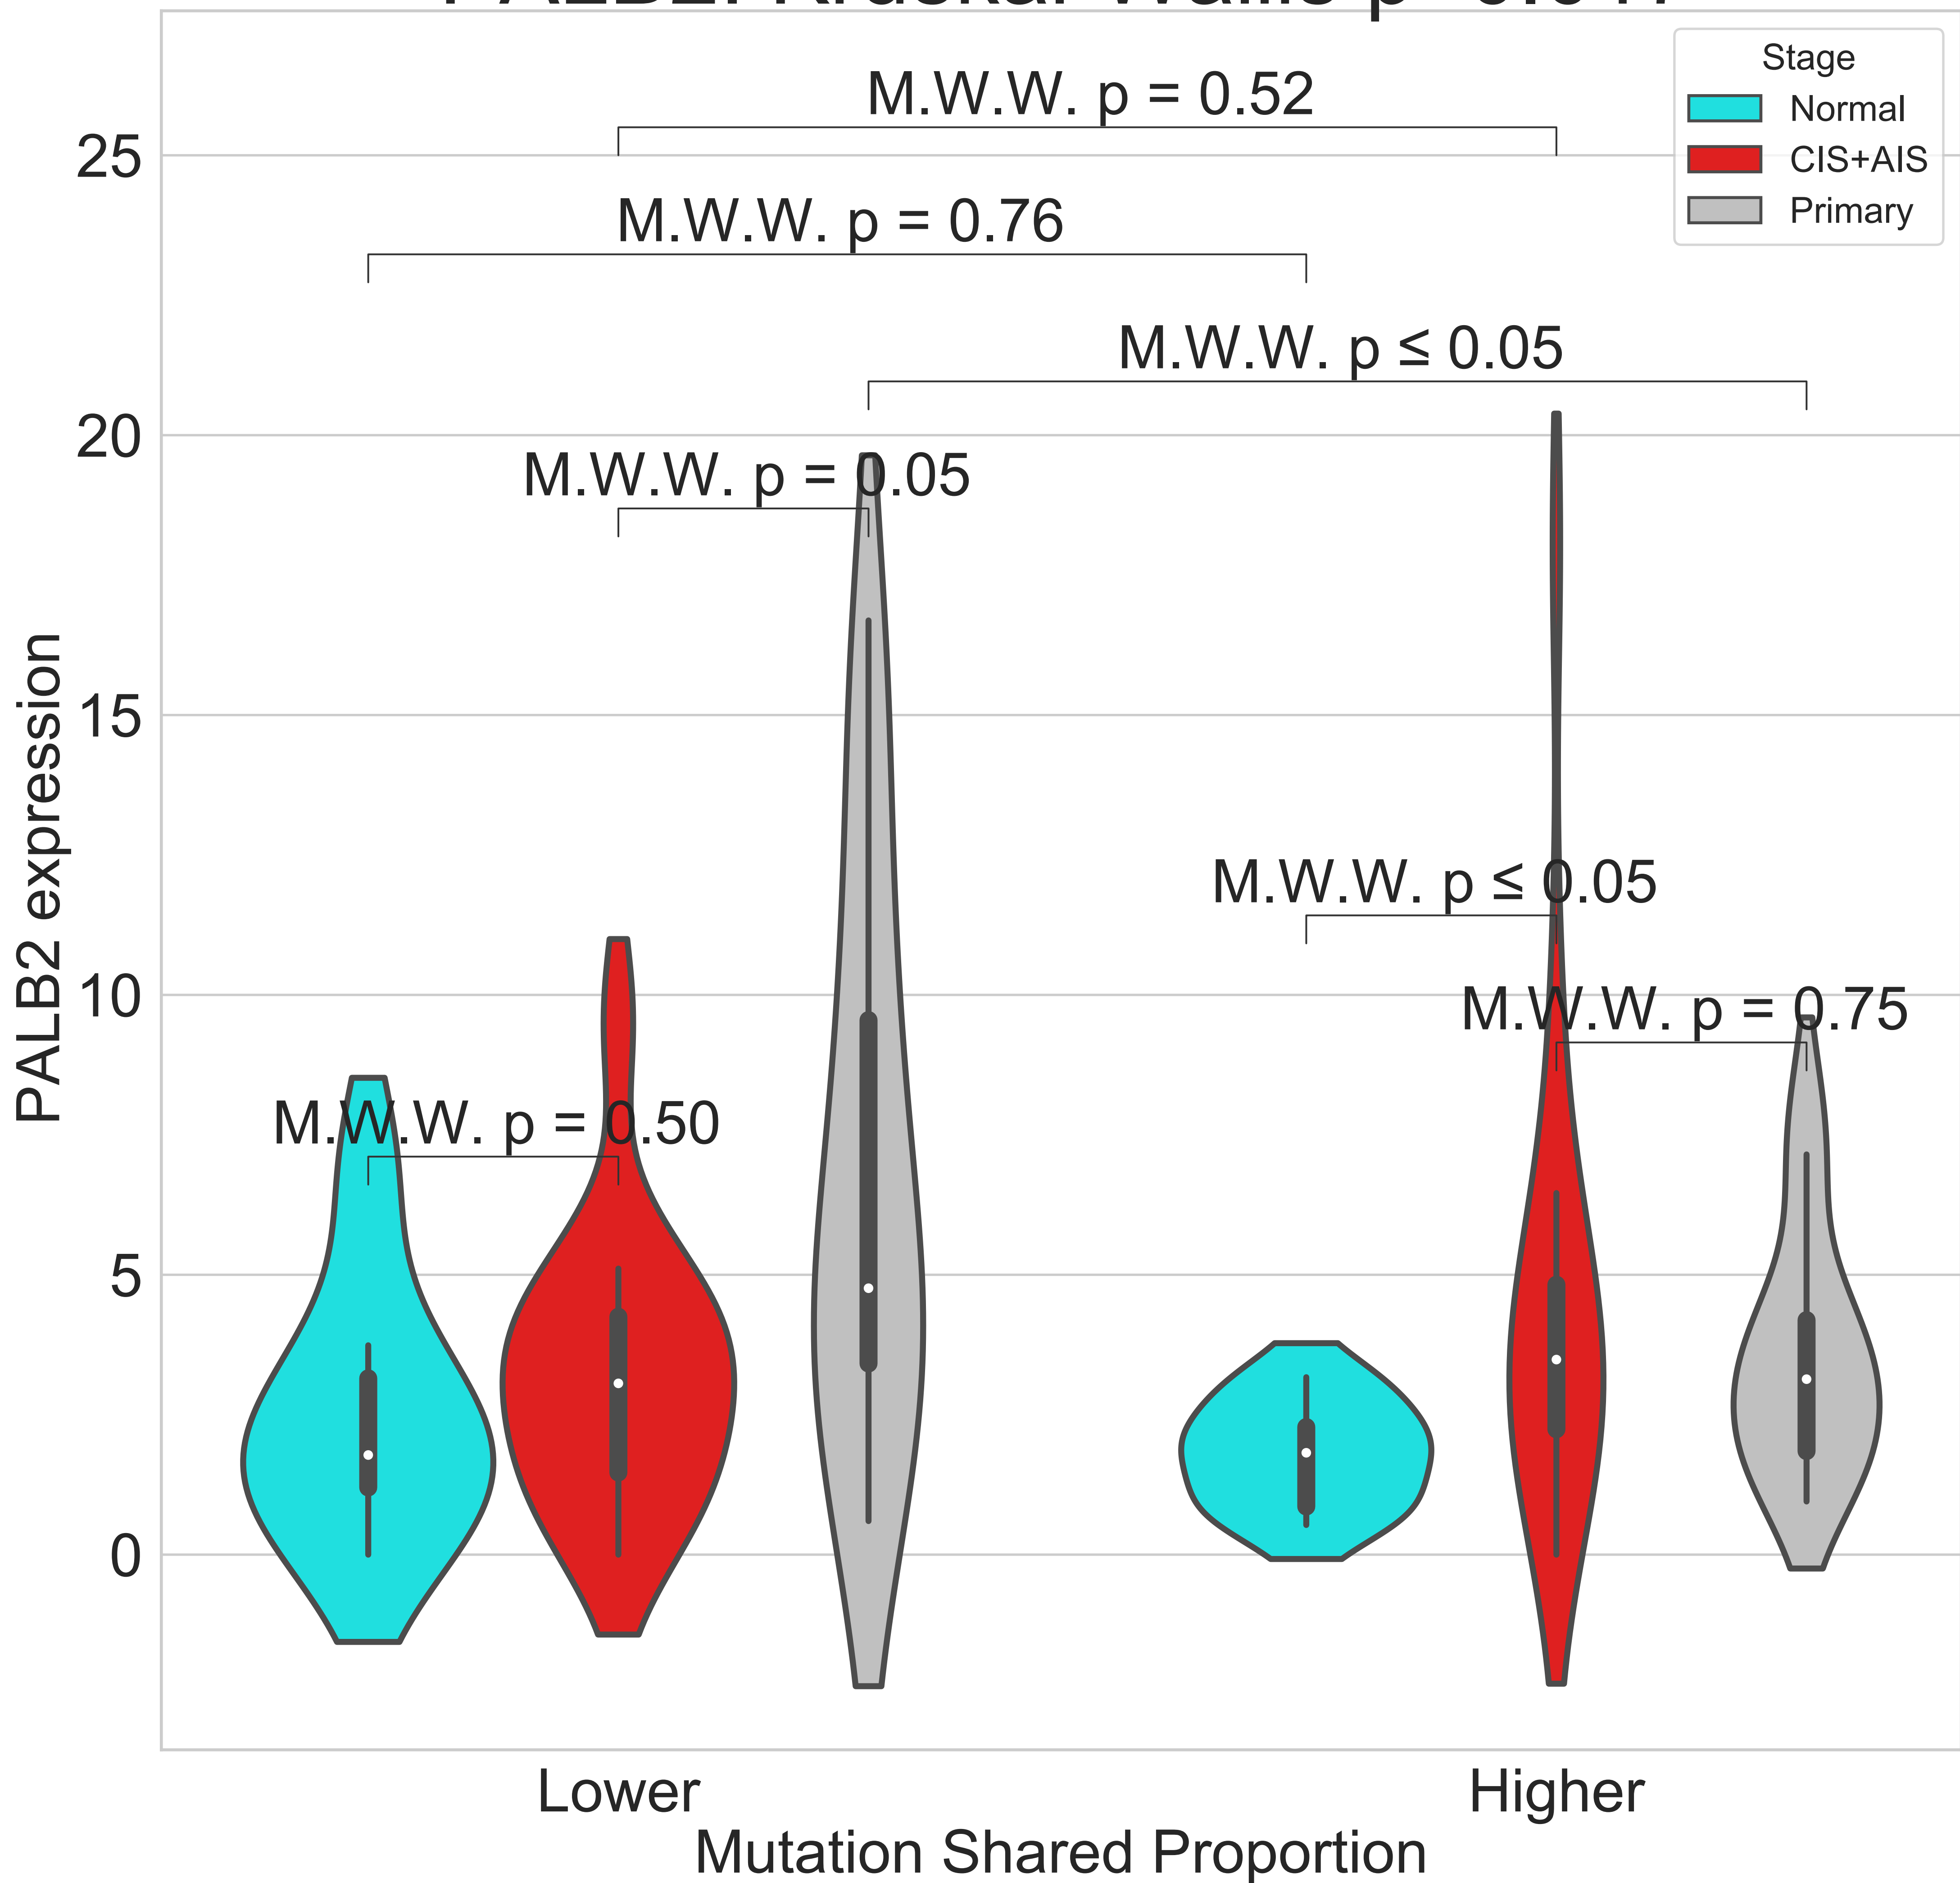 Stage
Normal
CIS+AIS
Primary
M.W.W. p = 0.52
M.W.W. p = 0.76
M.W.W. p ≤ 0.05
M.W.W. p = 0.05
M.W.W. p ≤ 0.05
M.W.W. p = 0.75
M.W.W. p = 0.50
25
20
15
10
5
0
PALB2 expression
Lower
Higher
Mutation Shared Proportion